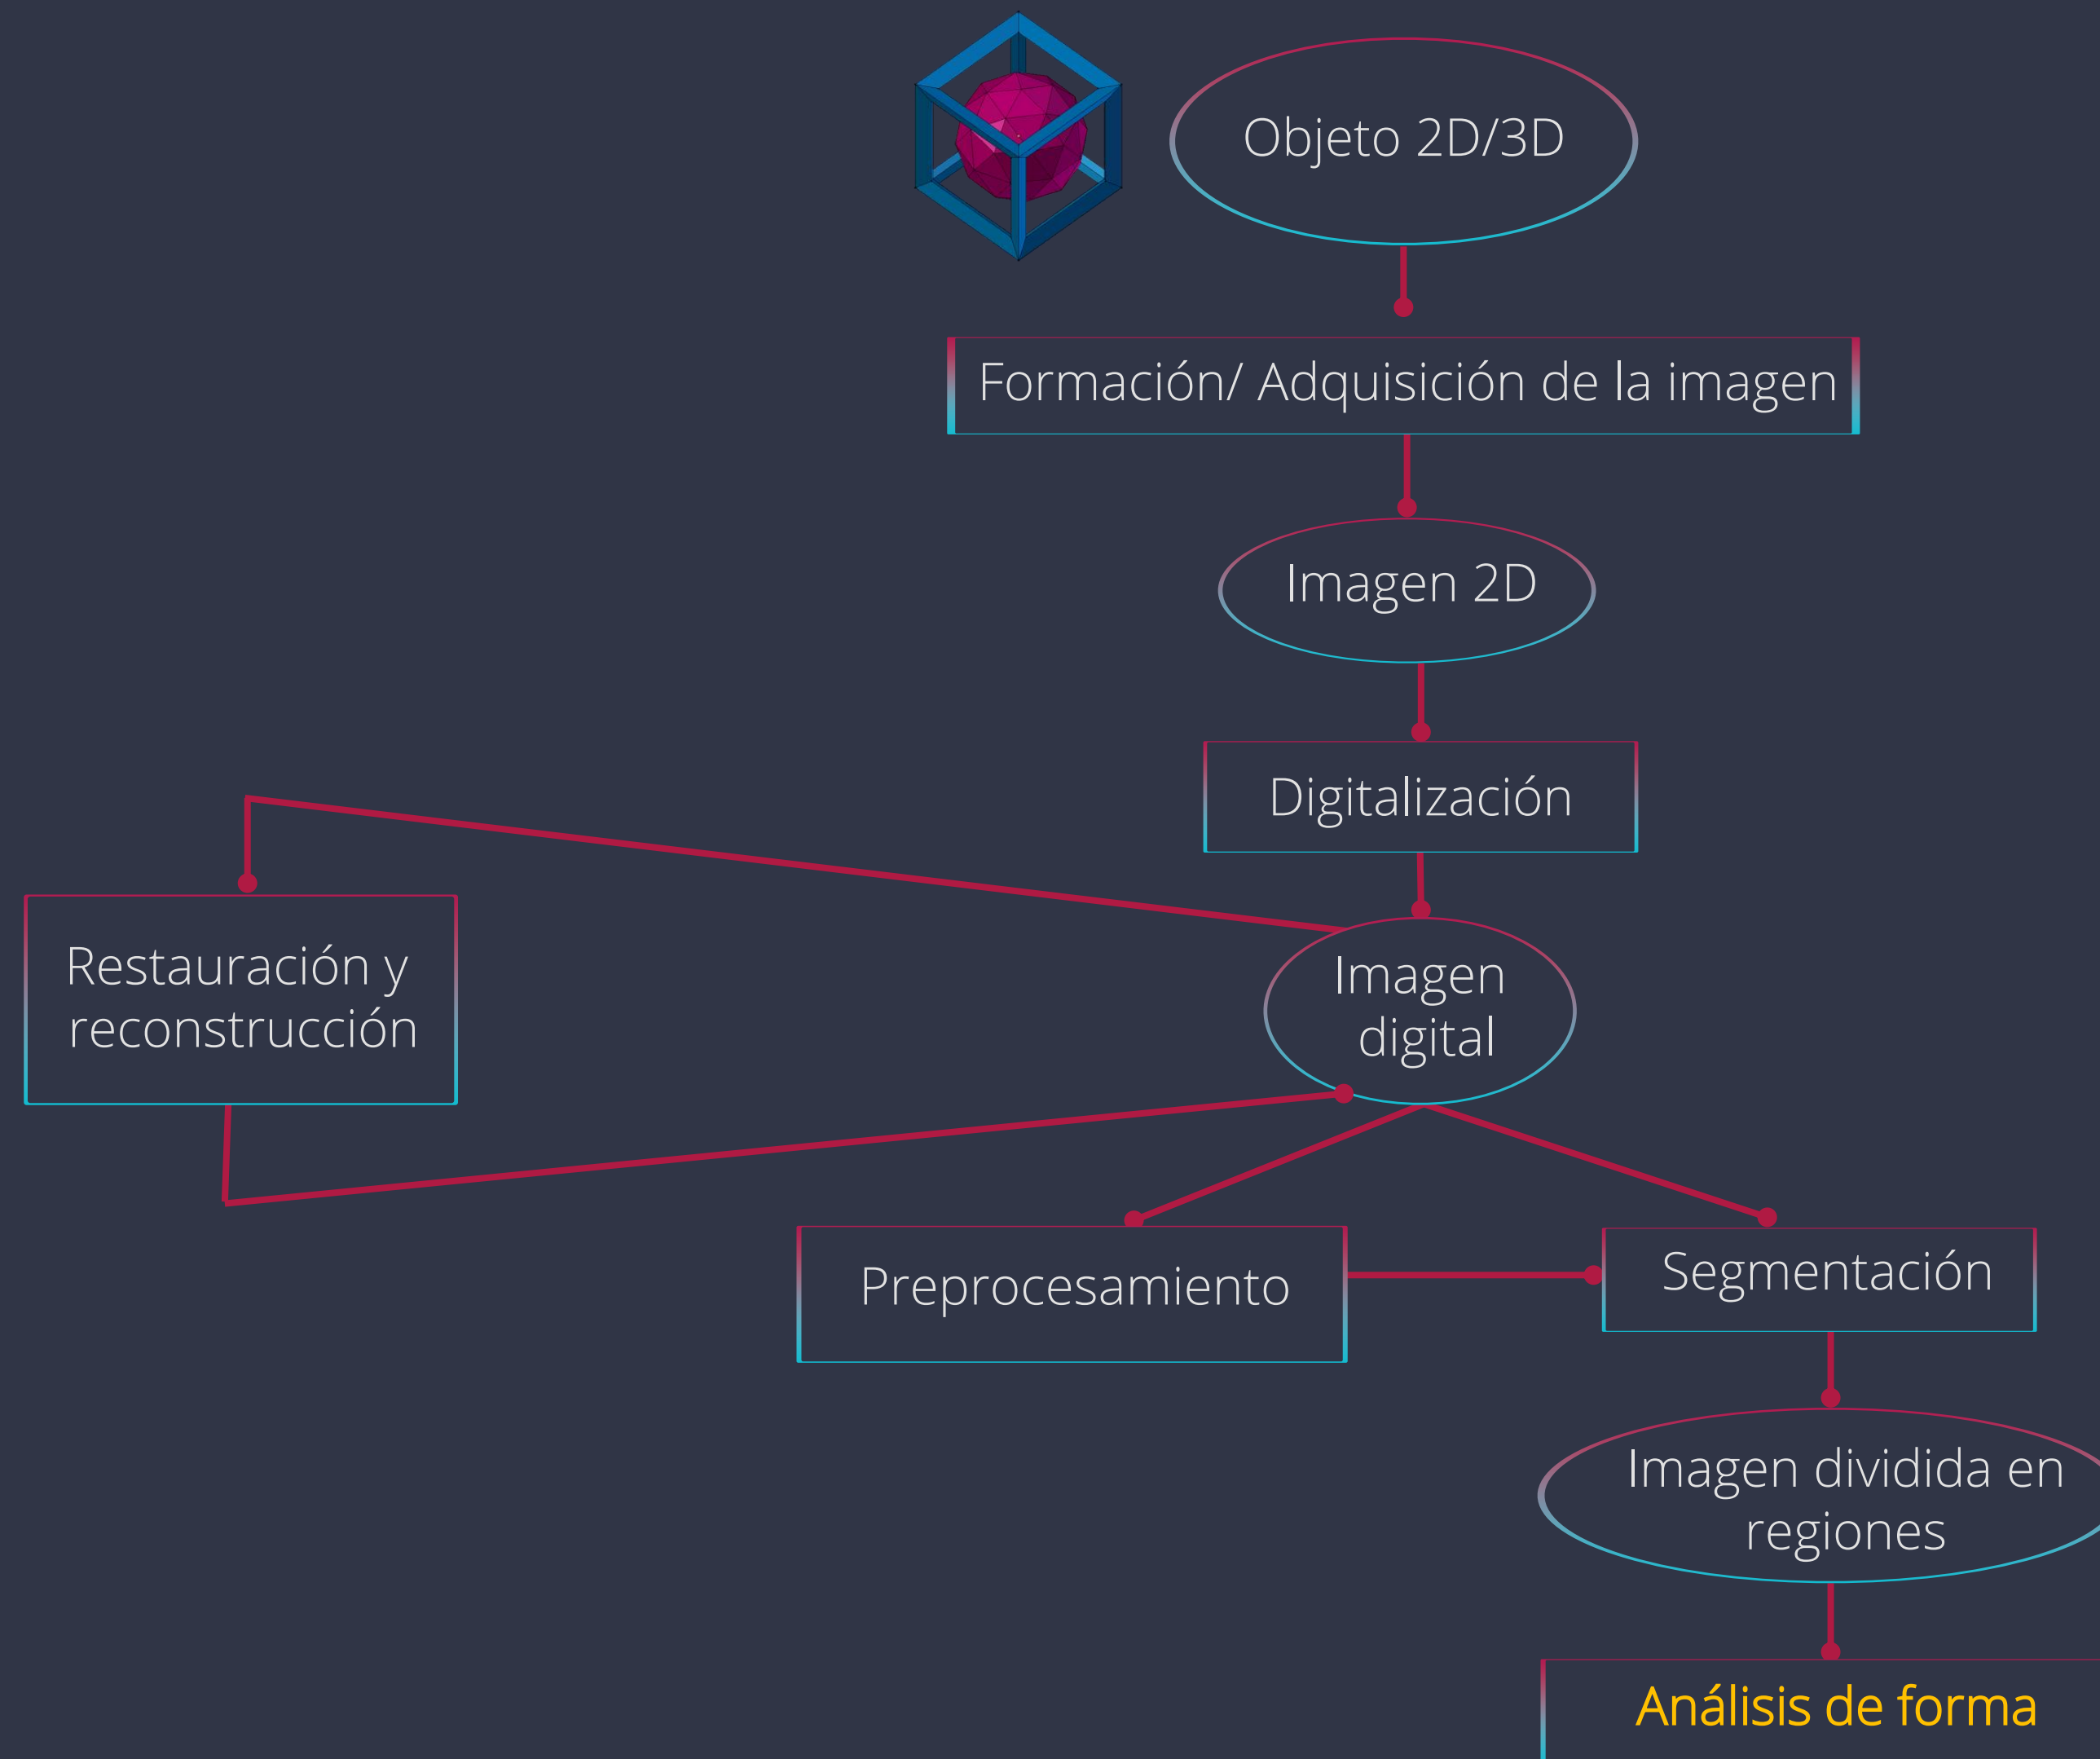 Objeto 2D/3D
Formación/ Adquisición de la imagen
Imagen 2D
Digitalización
Restauración y
reconstrucción
Imagen
digital
Preprocesamiento
Segmentación
Imagen dividida en
regiones
Análisis de forma